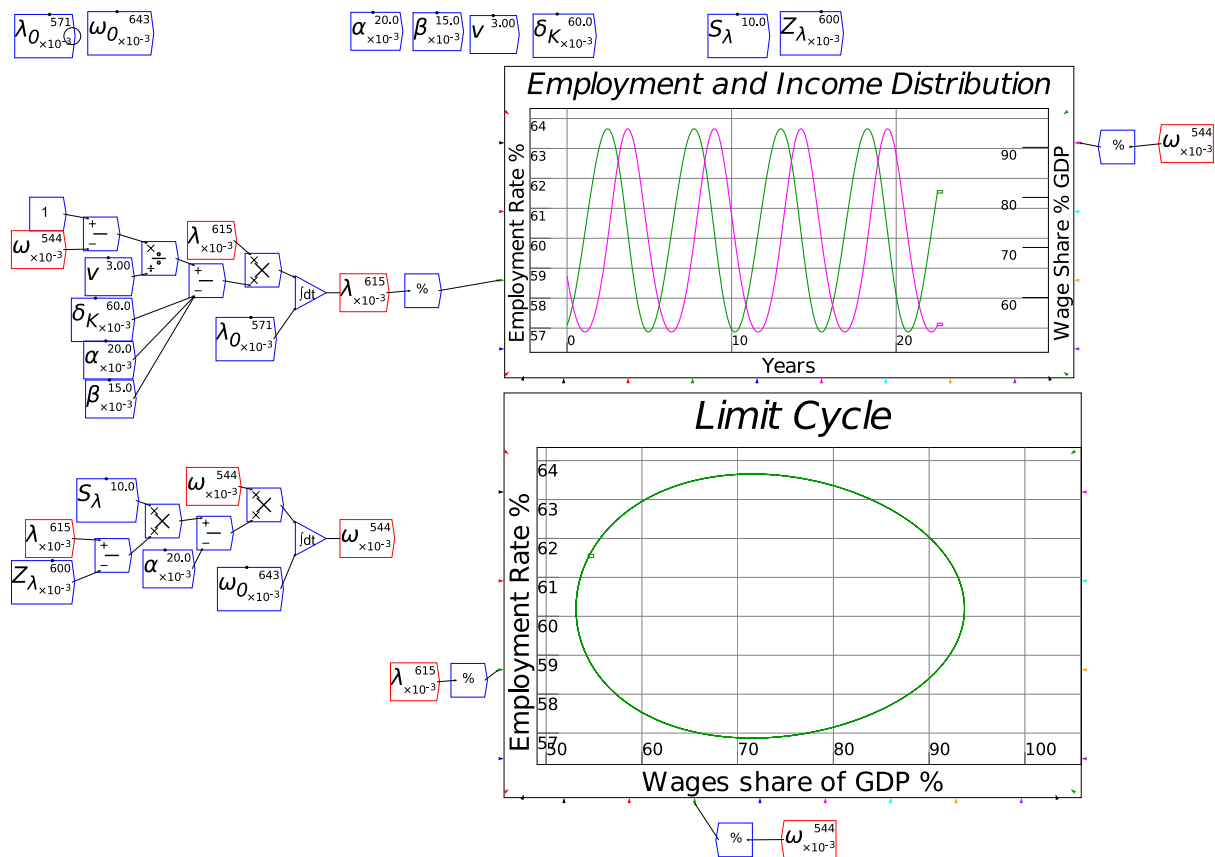 λ0 571 ×10-3
ω0 643 ×10-3
α 20.0 ×10-3
β 15.0 ×10-3
v 3.00
δK 60.0 ×10-3
Sλ 10.0
Zλ 600 ×10-3
Employment and Income Distribution
Employment Rate %
64
63
62
61
60
59
58
57
90
80
70
60
Wage Share % GDP
0 10 20
Years
%
ω 544 ×10-3
1
ω 544 ×10-3
+
−
v 3.00
×
÷
δK 60.0 ×10-3
α 20.0 ×10-3
β 15.0 ×10-3
+
−
λ 615 ×10-3
×
×
∫dt
λ0 571 ×10-3
λ 615 ×10-3
%
Limit Cycle
Employment Rate %
64
63
62
61
60
59
58
57
50 60 70 80 90 100
Wages share of GDP %
Sλ 10.0
λ 615 ×10-3
Zλ 600 ×10-3
+
−
×
×
α 20.0 ×10-3
+
−
ω 544 ×10-3
×
×
∫dt
ω0 643 ×10-3
ω 544 ×10-3
λ 615 ×10-3
%
%
ω 544 ×10-3